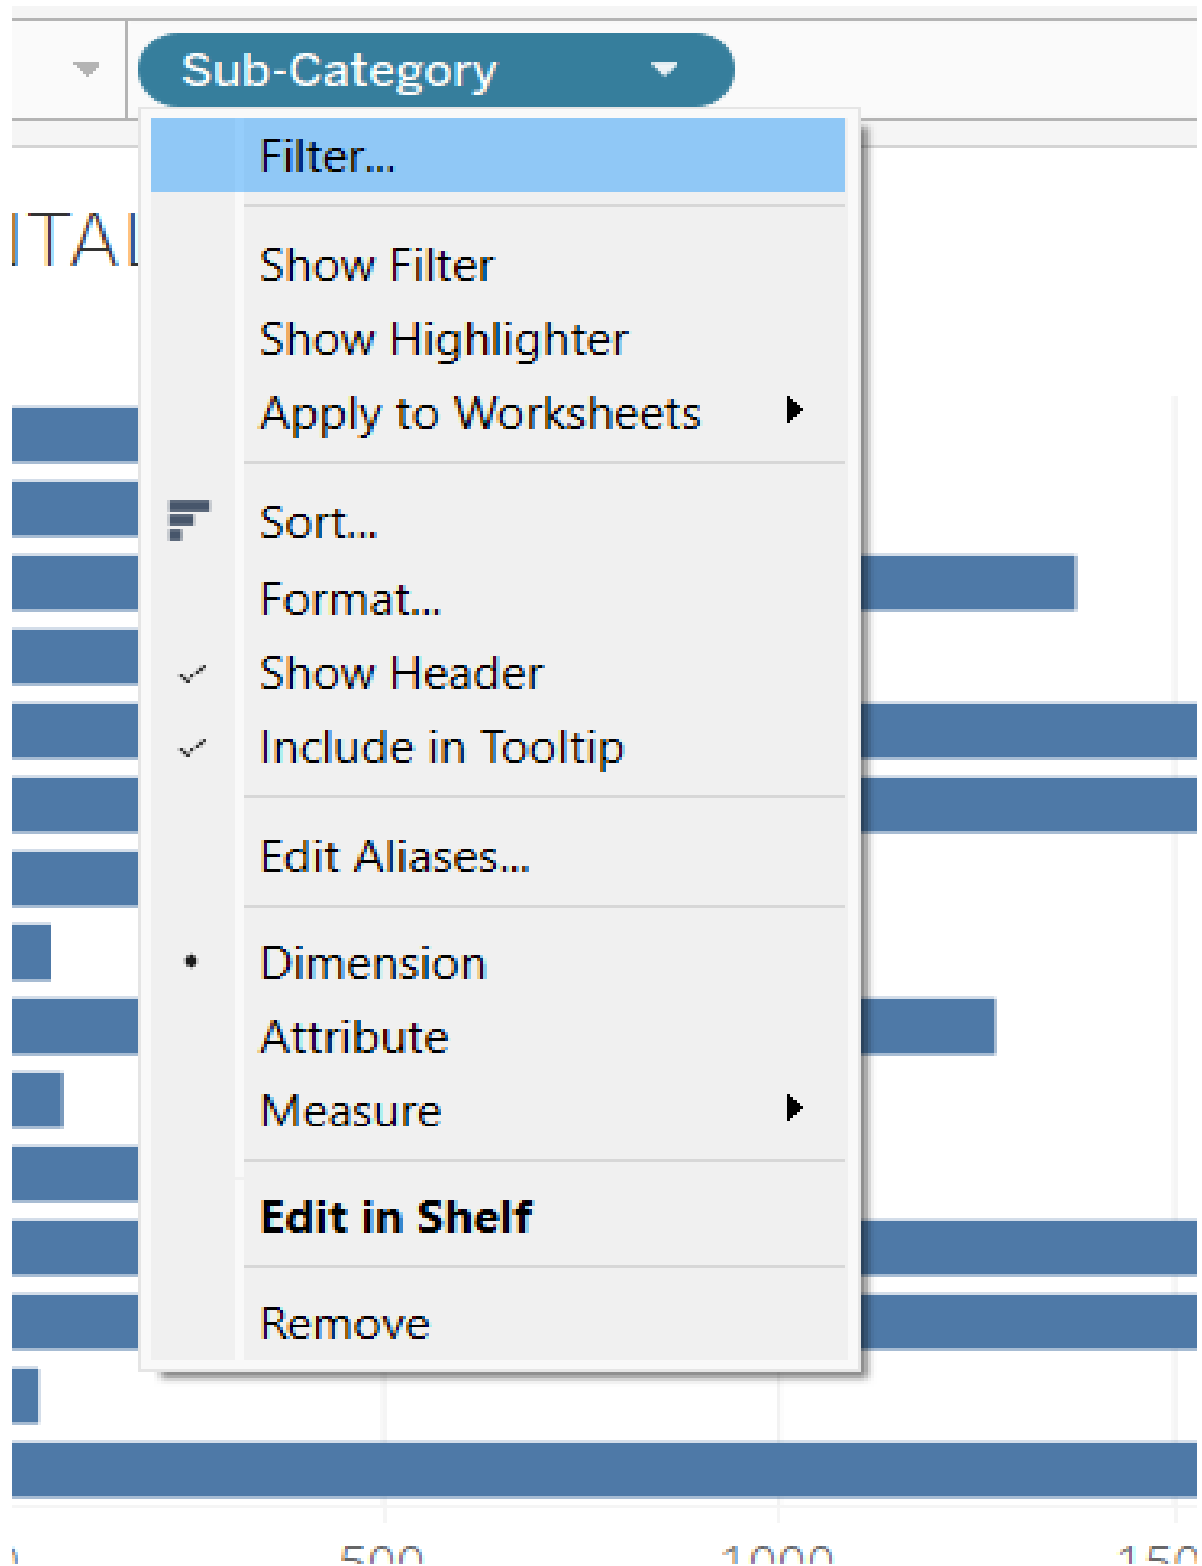 Sub-Category
Filter...
ITAL
Show Filter
Show Highlighter
Apply to Worksheets
Sort...
Format...
Show Header
Include in Tooltip
Edit Aliases...
Dimension
Attribute
Measure
Edit in Shelf
Remove
500 1000